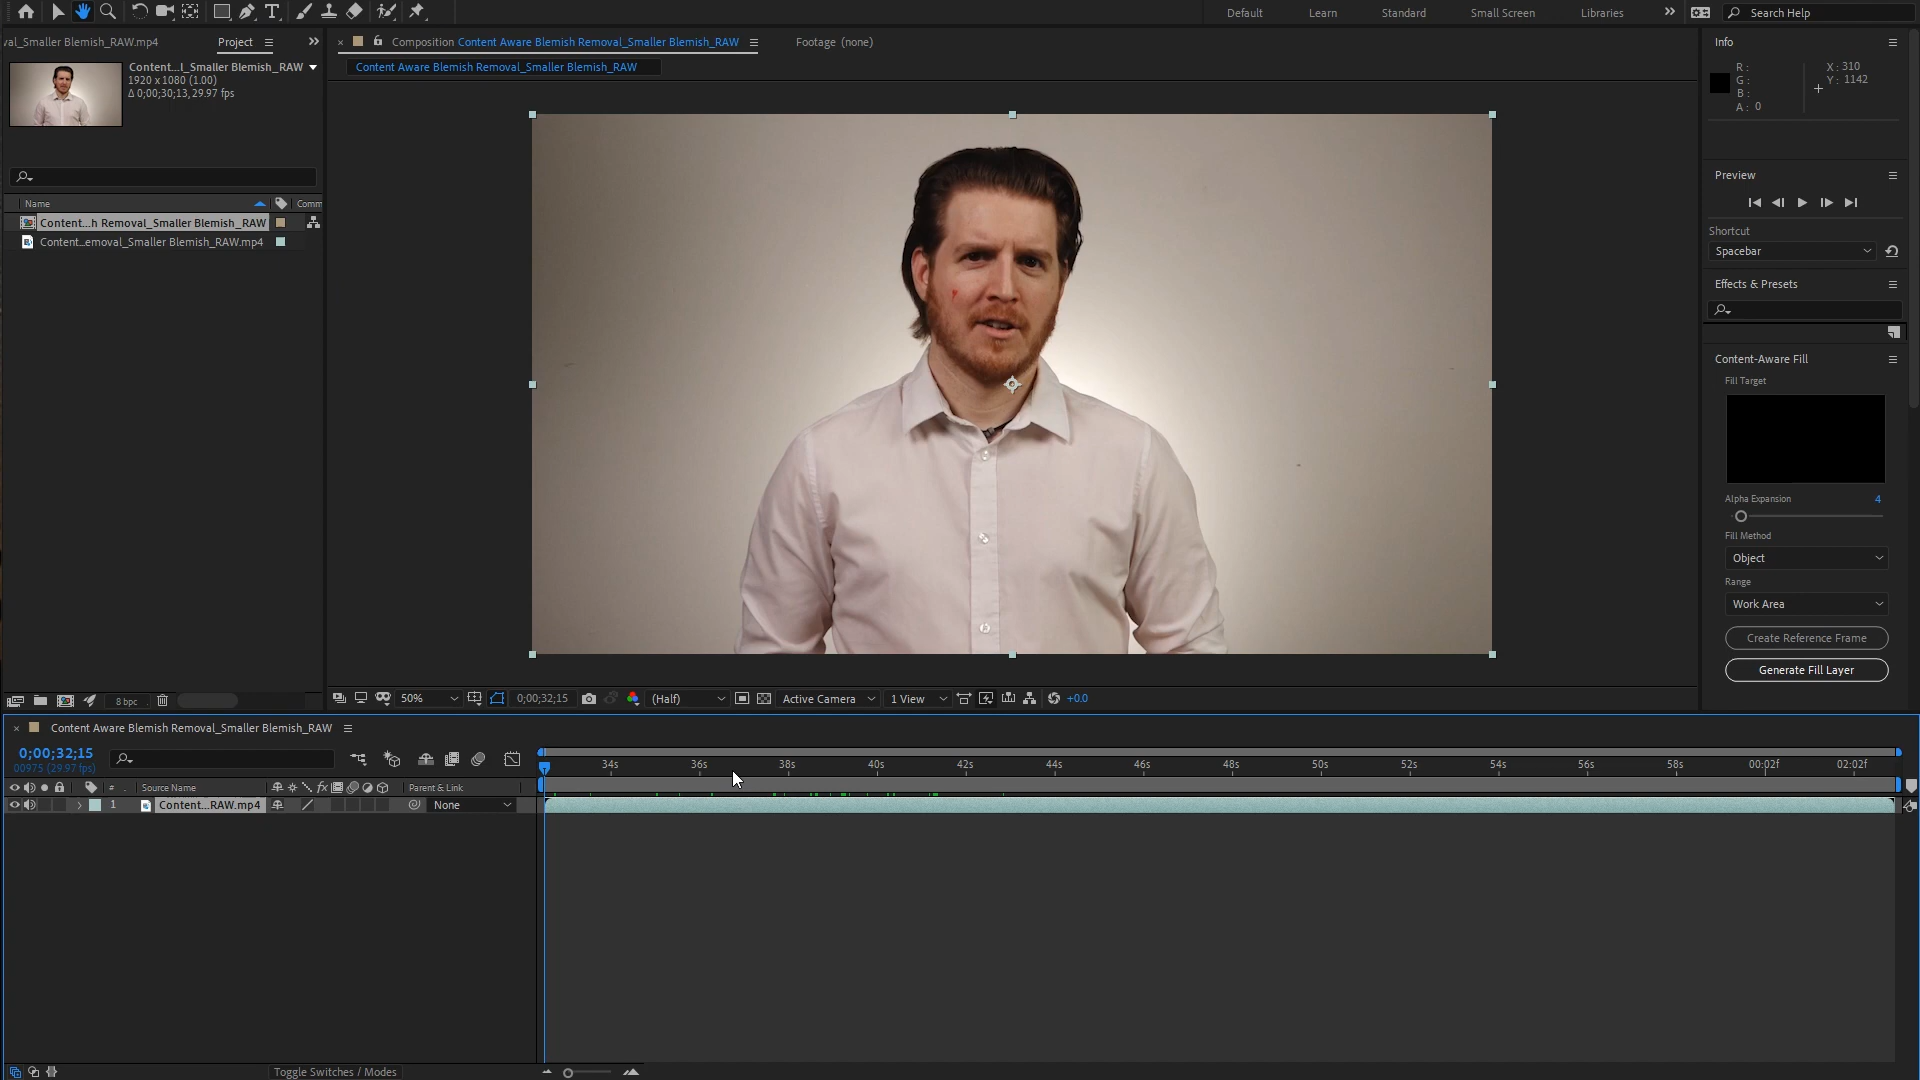 Default
Learn
Standard
Small Screen
Libraries
Search Help
val_Smaller Blemish_RAW.mp4
Project
Composition Content Aware Blemish Removal_Smaller Blemish_RAW
Footage (none)
Content Aware Blemish Removal_Smaller Blemish_RAW
Content...l_Smaller Blemish_RAW
1920 x 1080 (1.00)
Δ 0;00;30;13, 29.97 fps
Name
Comm
Content...h Removal_Smaller Blemish_RAW
Content...emoval_Smaller Blemish_RAW.mp4
Info
R :
G :
B :
A : 0
X : 310
Y : 1142
Preview
Shortcut
Spacebar
Effects & Presets
Content-Aware Fill
Fill Target
Alpha Expansion 4
Fill Method
Object
Range
Work Area
Create Reference Frame
Generate Fill Layer
8 bpc
50%
0;00;32;15
(Half)
Active Camera
1 View
+0.0
Content Aware Blemish Removal_Smaller Blemish_RAW
0;00;32;15
00975 (29.97 fps)
34s 36s 38s 40s 42s 44s 46s 48s 50s 52s 54s 56s 58s 00:02f 02:02f
# Source Name fx Parent & Link
1 Content...RAW.mp4 None
Toggle Switches / Modes